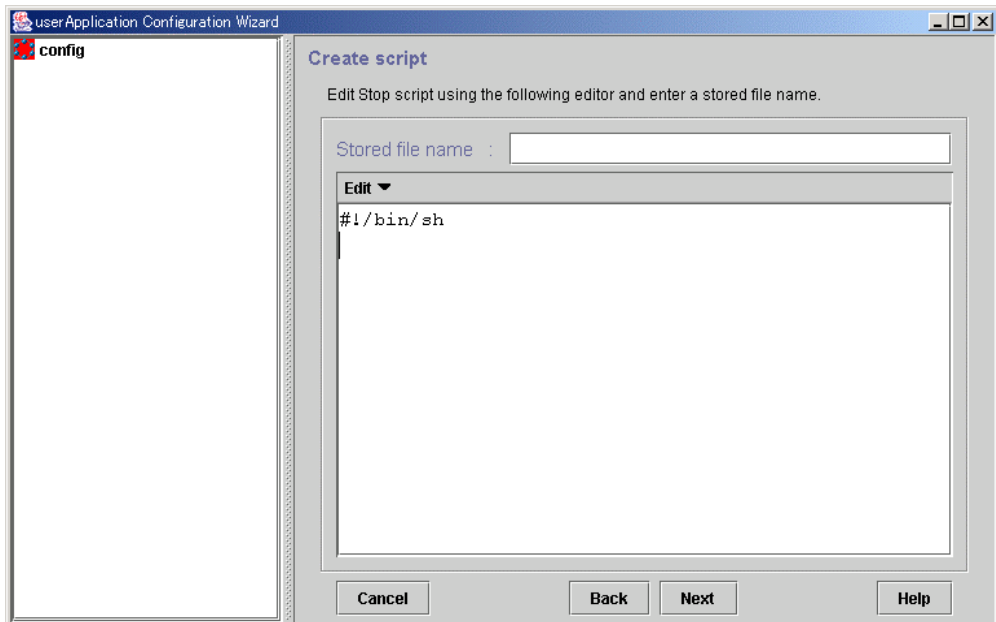 userApplication Configuration Wizard
config
Create script
Edit Stop script using the following editor and enter a stored file name.
Stored file name :
Edit
#!/bin/sh
Cancel Back Next Help